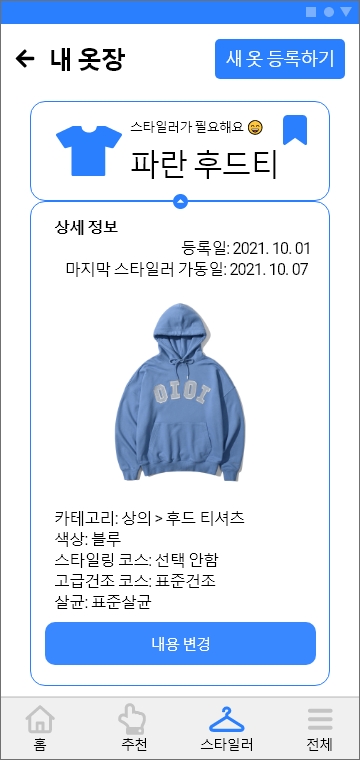 내 옷장
새 옷 등록하기
스타일러가 필요해요 😄
파란 후드티
상세 정보
등록일: 2021. 10. 01
마지막 스타일러 가동일: 2021. 10. 07
OIOI
카테고리: 상의 > 후드 티셔츠
색상: 블루
스타일링 코스: 선택 안함
고급건조 코스: 표준건조
살균: 표준살균
내용 변경
홈
추천
스타일러
전체